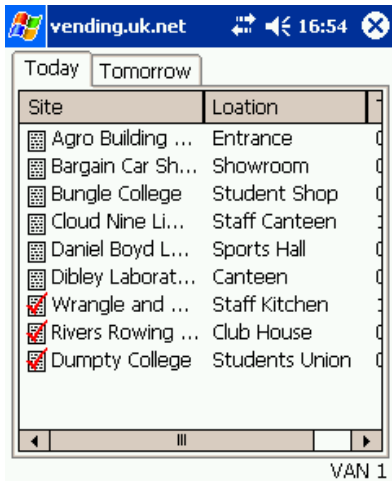 vending.uk.net 16:54
Today Tomorrow
Site Loation
Agro Building ... Entrance
Bargain Car Sh... Showroom
Bungle College Student Shop
Cloud Nine Li... Staff Canteen
Daniel Boyd L... Sports Hall
Dibley Laborat... Canteen
Wrangle and ... Staff Kitchen
Rivers Rowing ... Club House
Dumpty College Students Union
VAN 1